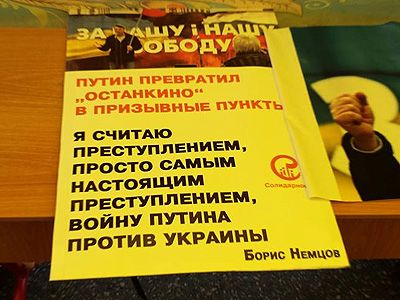 ЗА ВАШУ і НАШУ
СВОБОДУ
ПУТИН ПРЕВРАТИЛ
„ОСТАНКИНО“
В ПРИЗЫВНЫЕ ПУНКТЫ
Я СЧИТАЮ
ПРЕСТУПЛЕНИЕМ,
ПРОСТО САМЫМ
НАСТОЯЩИМ
ПРЕСТУПЛЕНИЕМ,
ВОЙНУ ПУТИНА
ПРОТИВ УКРАИНЫ
Солидарнос
Борис Немцов